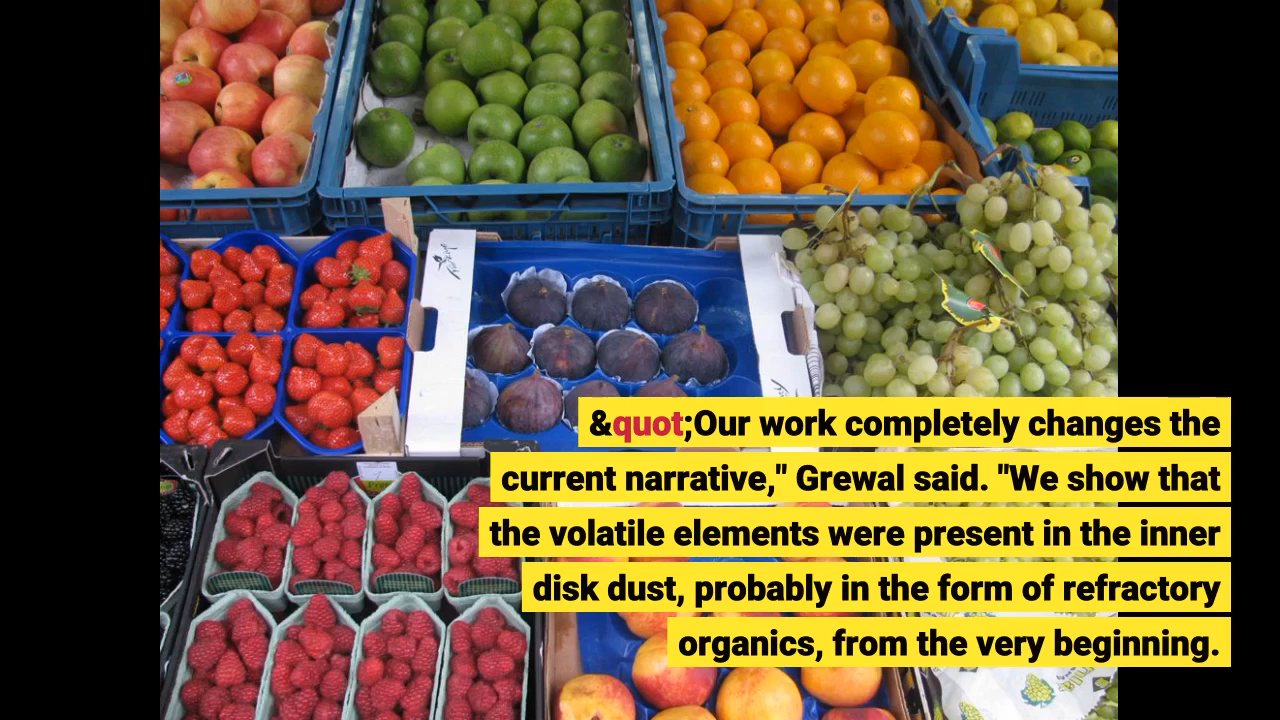 &quot;Our work completely changes the
current narrative," Grewal said. "We show that
the volatile elements were present in the inner
disk dust, probably in the form of refractory
organics, from the very beginning.